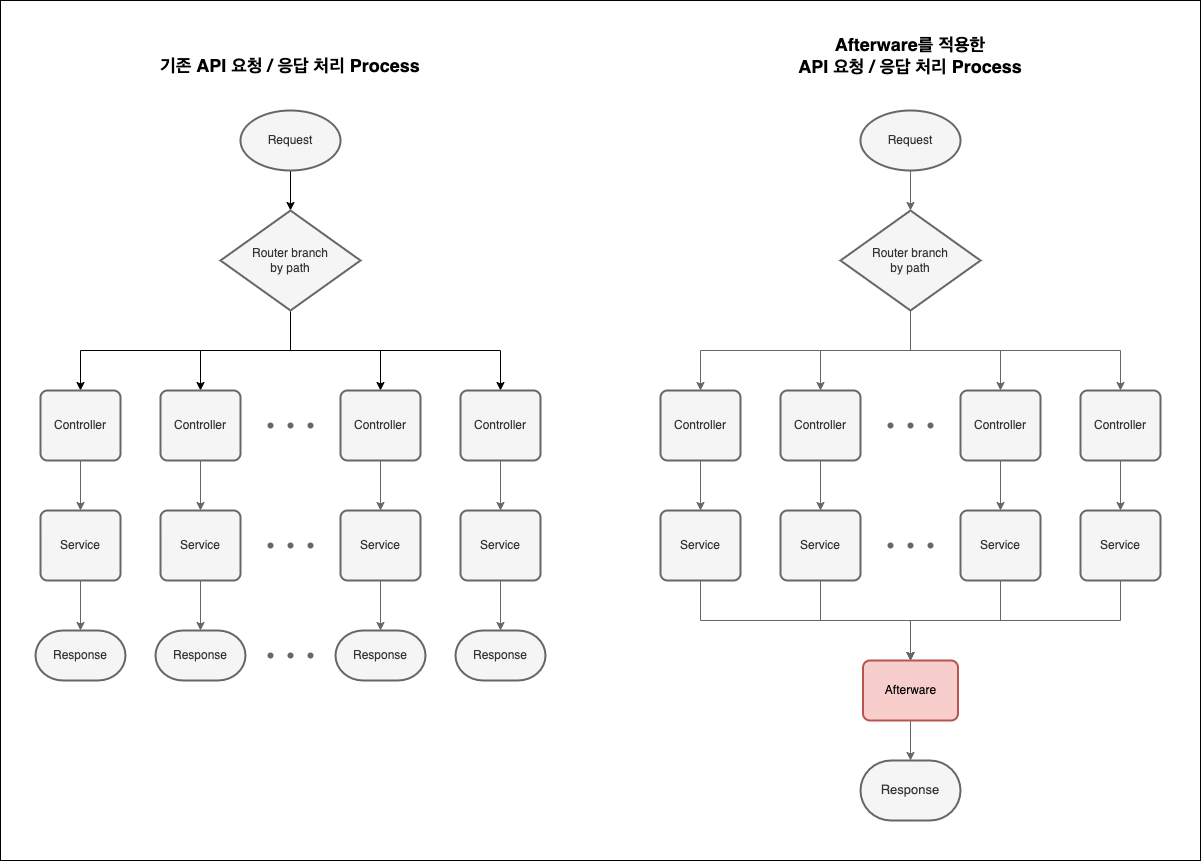 기존 API 요청 / 응답 처리 Process
Request
Router branch
by path
Controller
Controller
Controller
Controller
Service
Service
Service
Service
Response
Response
Response
Response
Afterware를 적용한
API 요청 / 응답 처리 Process
Request
Router branch
by path
Controller
Controller
Controller
Controller
Service
Service
Service
Service
Afterware
Response